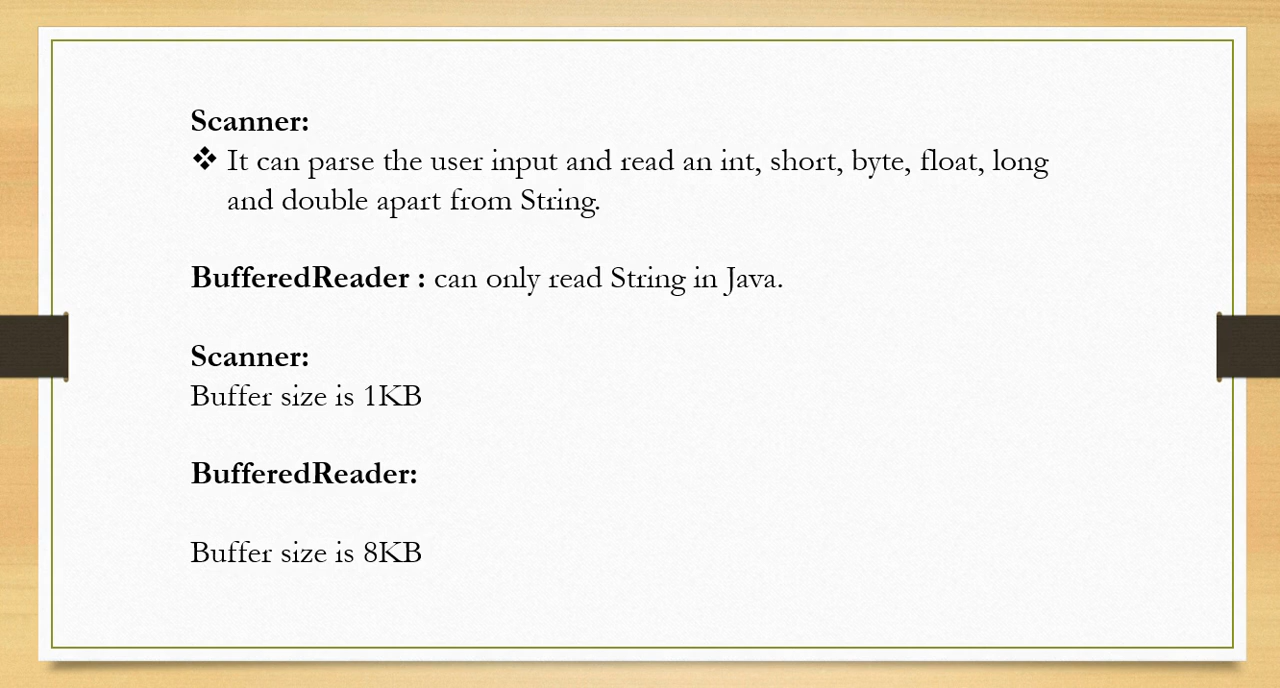 Scanner:
❖ It can parse the user input and read an int, short, byte, float, long
and double apart from String.
BufferedReader : can only read String in Java.
Scanner:
Buffer size is 1KB
BufferedReader:
Buffer size is 8KB